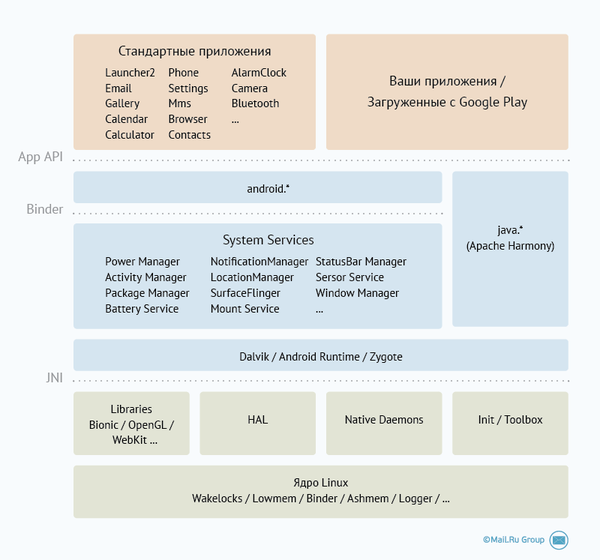 Стандартные приложения
Launcher2 Phone AlarmClock
Email Settings Camera
Gallery Mms Bluetooth
Calendar Browser ...
Calculator Contacts
Ваши приложения /
Загруженные с Google Play
App API
android.*
Binder
java.*
(Apache Harmony)
System Services
Power Manager NotificationManager StatusBar Manager
Activity Manager LocationManager Sersor Service
Package Manager SurfaceFlinger Window Manager
Battery Service Mount Service ...
Dalvik / Android Runtime / Zygote
JNI
Libraries
Bionic / OpenGL /
WebKit ...
HAL
Native Daemons
Init / Toolbox
Ядро Linux
Wakelocks / Lowmem / Binder / Ashmem / Logger / ...
©MaiLRu Group